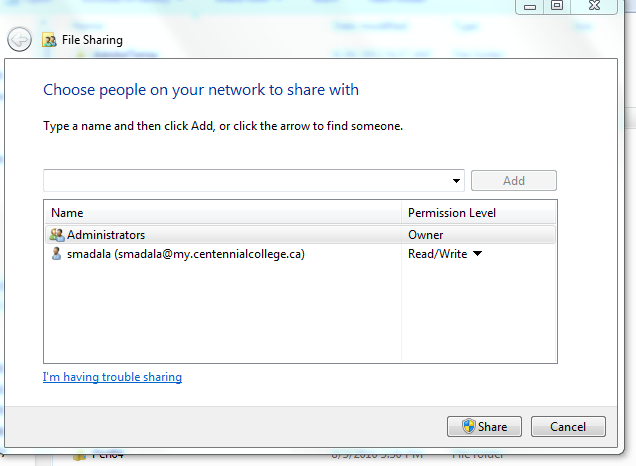 File Sharing
Choose people on your network to share with
Type a name and then click Add, or click the arrow to find someone.
Add
Name Permission Level
Administrators Owner
smadala (smadala@my.centennialcollege.ca) Read/Write
I'm having trouble sharing
Share Cancel